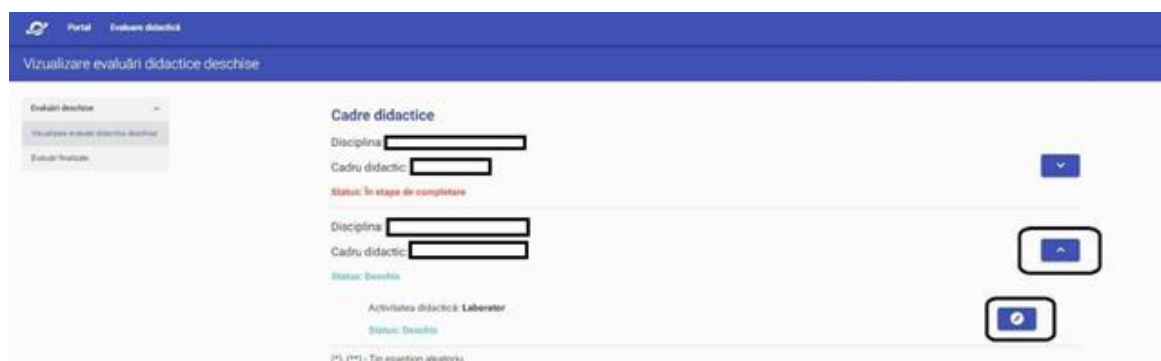 Portal Evaluare didactică
Vizualizare evaluări didactice deschise
Evaluări deschise
Vizualizare evaluări didactice deschise
Evaluări finalizate
Cadre didactice
Disciplina:
Cadru didactic:
Status: În etapa de completare
Disciplina:
Cadru didactic:
Status: Deschis
Activitatea didactică: Laborator
Status: Deschis
(*), (**) - Tip eșantion aleatoriu